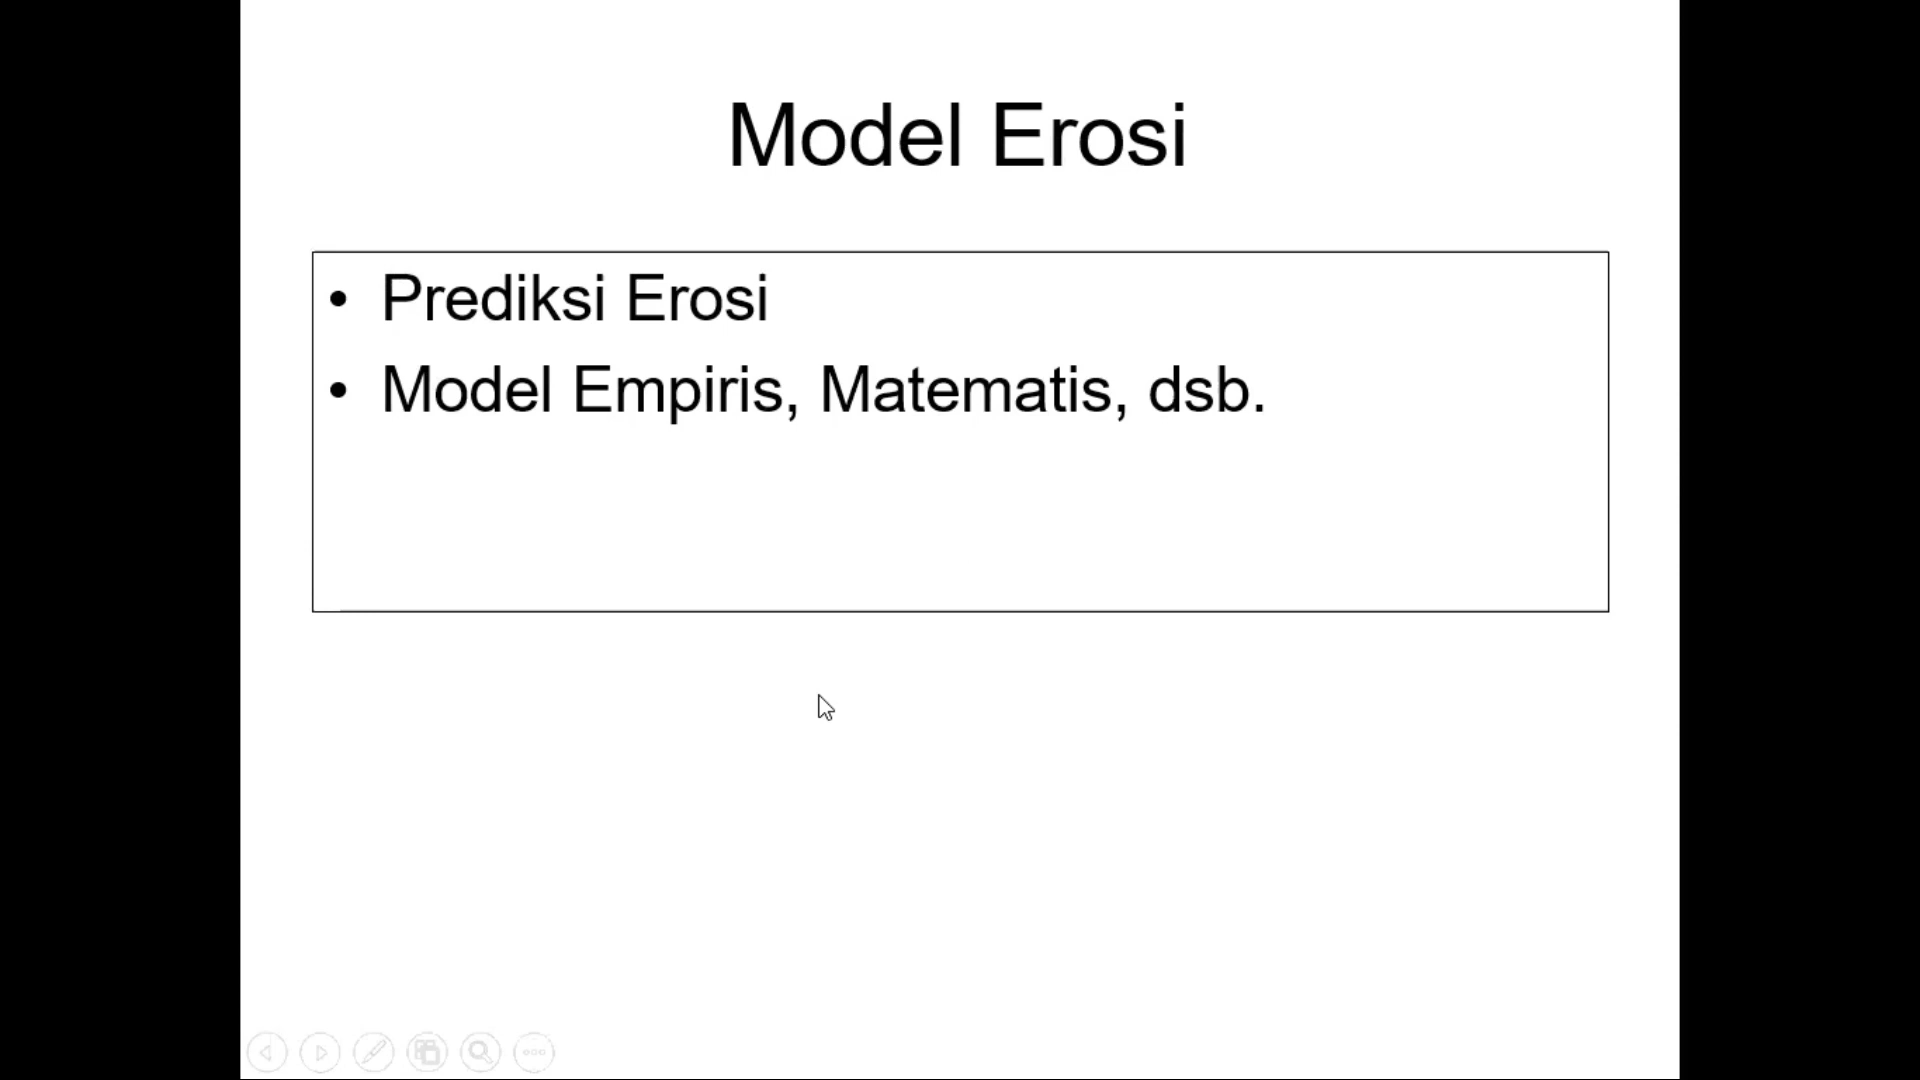 Model Erosi
• Prediksi Erosi
• Model Empiris, Matematis, dsb.